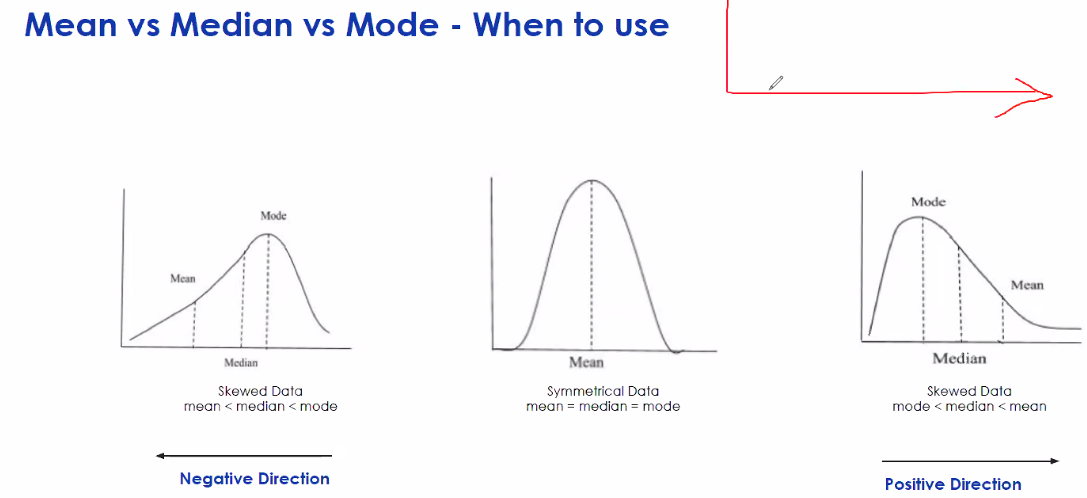 Mean vs Median vs Mode - When to use
Mode
Mean
Median
Skewed Data
mean < median < mode
Negative Direction
Mean
Symmetrical Data
mean = median = mode
Mode
Mean
Median
Skewed Data
mode < median < mean
Positive Direction